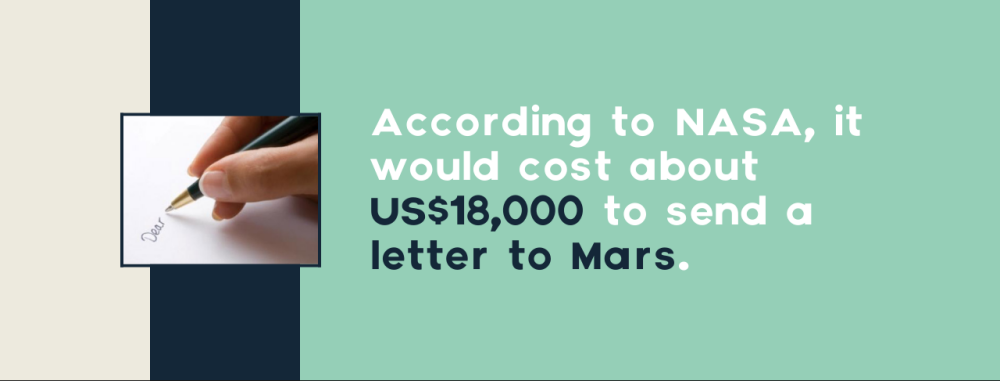 Dear
According to NASA, it
would cost about
US$18,000 to send a
letter to Mars.